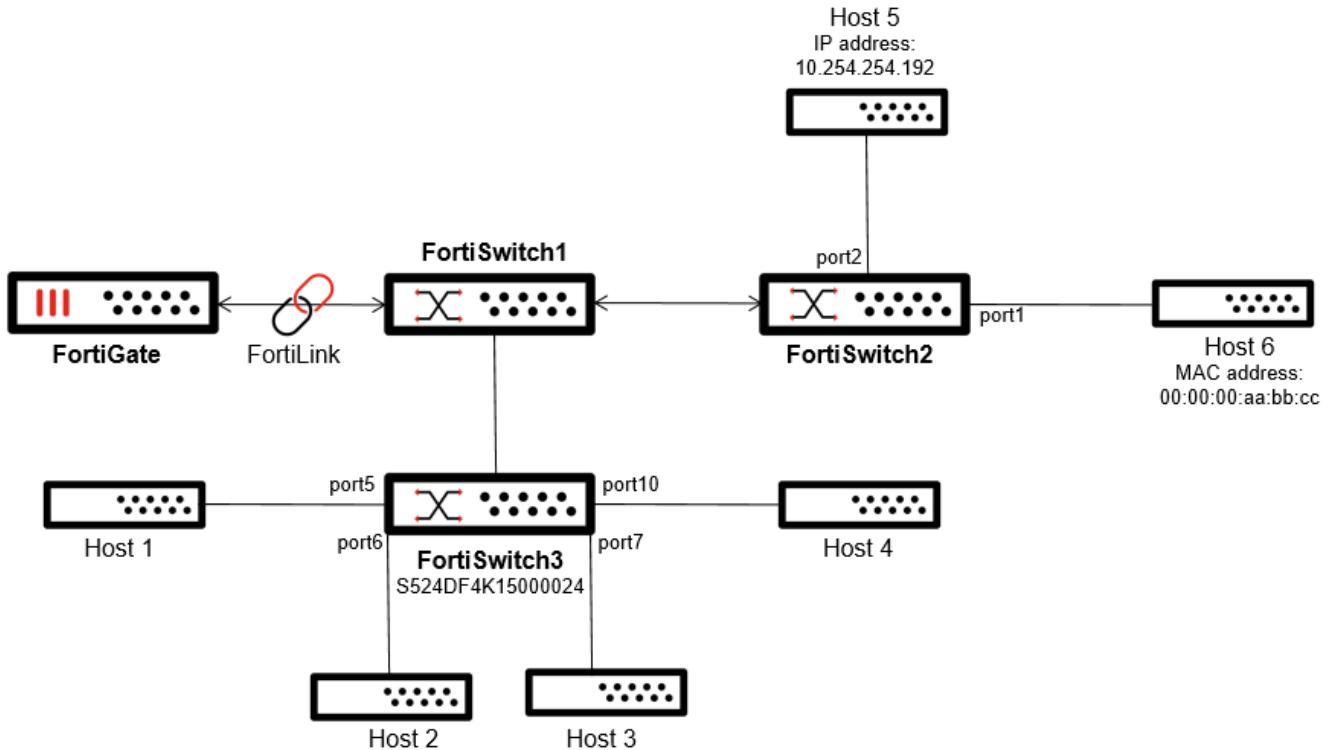 Host 5
IP address:
10.254.254.192
port2
FortiSwitch1
FortiGate
FortiLink
FortiSwitch2
port1
Host 6
MAC address:
00:00:00:aa:bb:cc
port5
port10
Host 1
port6
FortiSwitch3
S524DF4K15000024
port7
Host 4
Host 2
Host 3